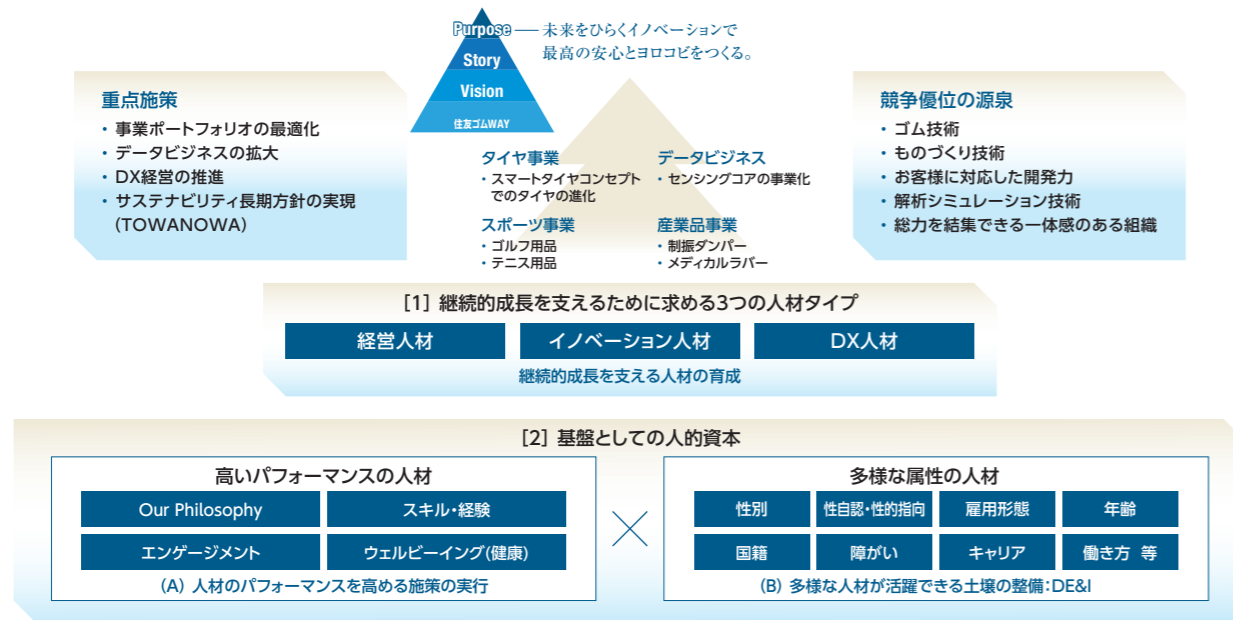 Purpose
未来をひらくイノベーションで
最高の安心とヨロコビをつくる。
Story
Vision
住友ゴムWAY
重点施策
・ 事業ポートフォリオの最適化
・ データビジネスの拡大
・ DX経営の推進
・ サステナビリティ長期方針の実現
(TOWANOWA)
タイヤ事業
・ スマートタイヤコンセプト
でのタイヤの進化
データビジネス
・ センシングコアの事業化
スポーツ事業
・ ゴルフ用品
・ テニス用品
産業品事業
・ 制振ダンパー
・ メディカルラバー
競争優位の源泉
・ ゴム技術
・ ものづくり技術
・ お客様に対応した開発力
・ 解析シミュレーション技術
・ 総力を結集できる一体感のある組織
[1] 継続的成長を支えるために求める3つの人材タイプ
経営人材
イノベーション人材
DX人材
継続的成長を支える人材の育成
[2] 基盤としての人的資本
高いパフォーマンスの人材
Our Philosophy
スキル・経験
エンゲージメント
ウェルビーイング(健康)
(A) 人材のパフォーマンスを高める施策の実行
×
多様な属性の人材
性別
性自認・性的指向
雇用形態
年齢
国籍
障がい
キャリア
働き方 等
(B) 多様な人材が活躍できる土壌の整備:DE&I